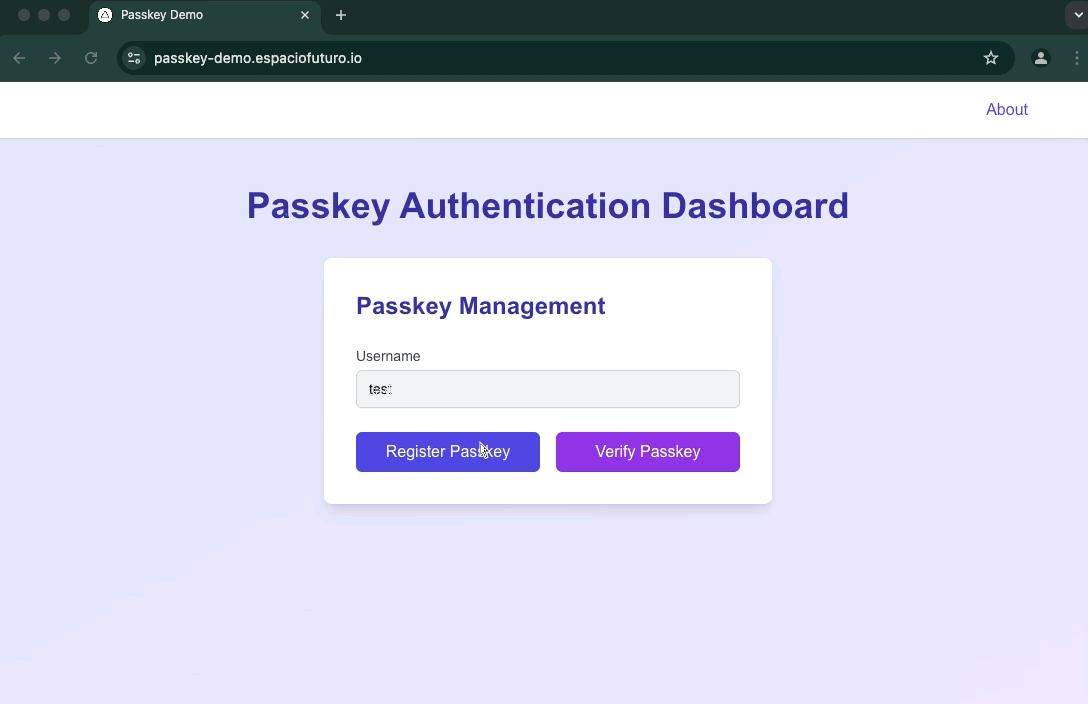 Passkey Demo
passkey-demo.espaciofuturo.io
About
Passkey Authentication Dashboard
Passkey Management
Username
test
Register Passkey
Verify Passkey